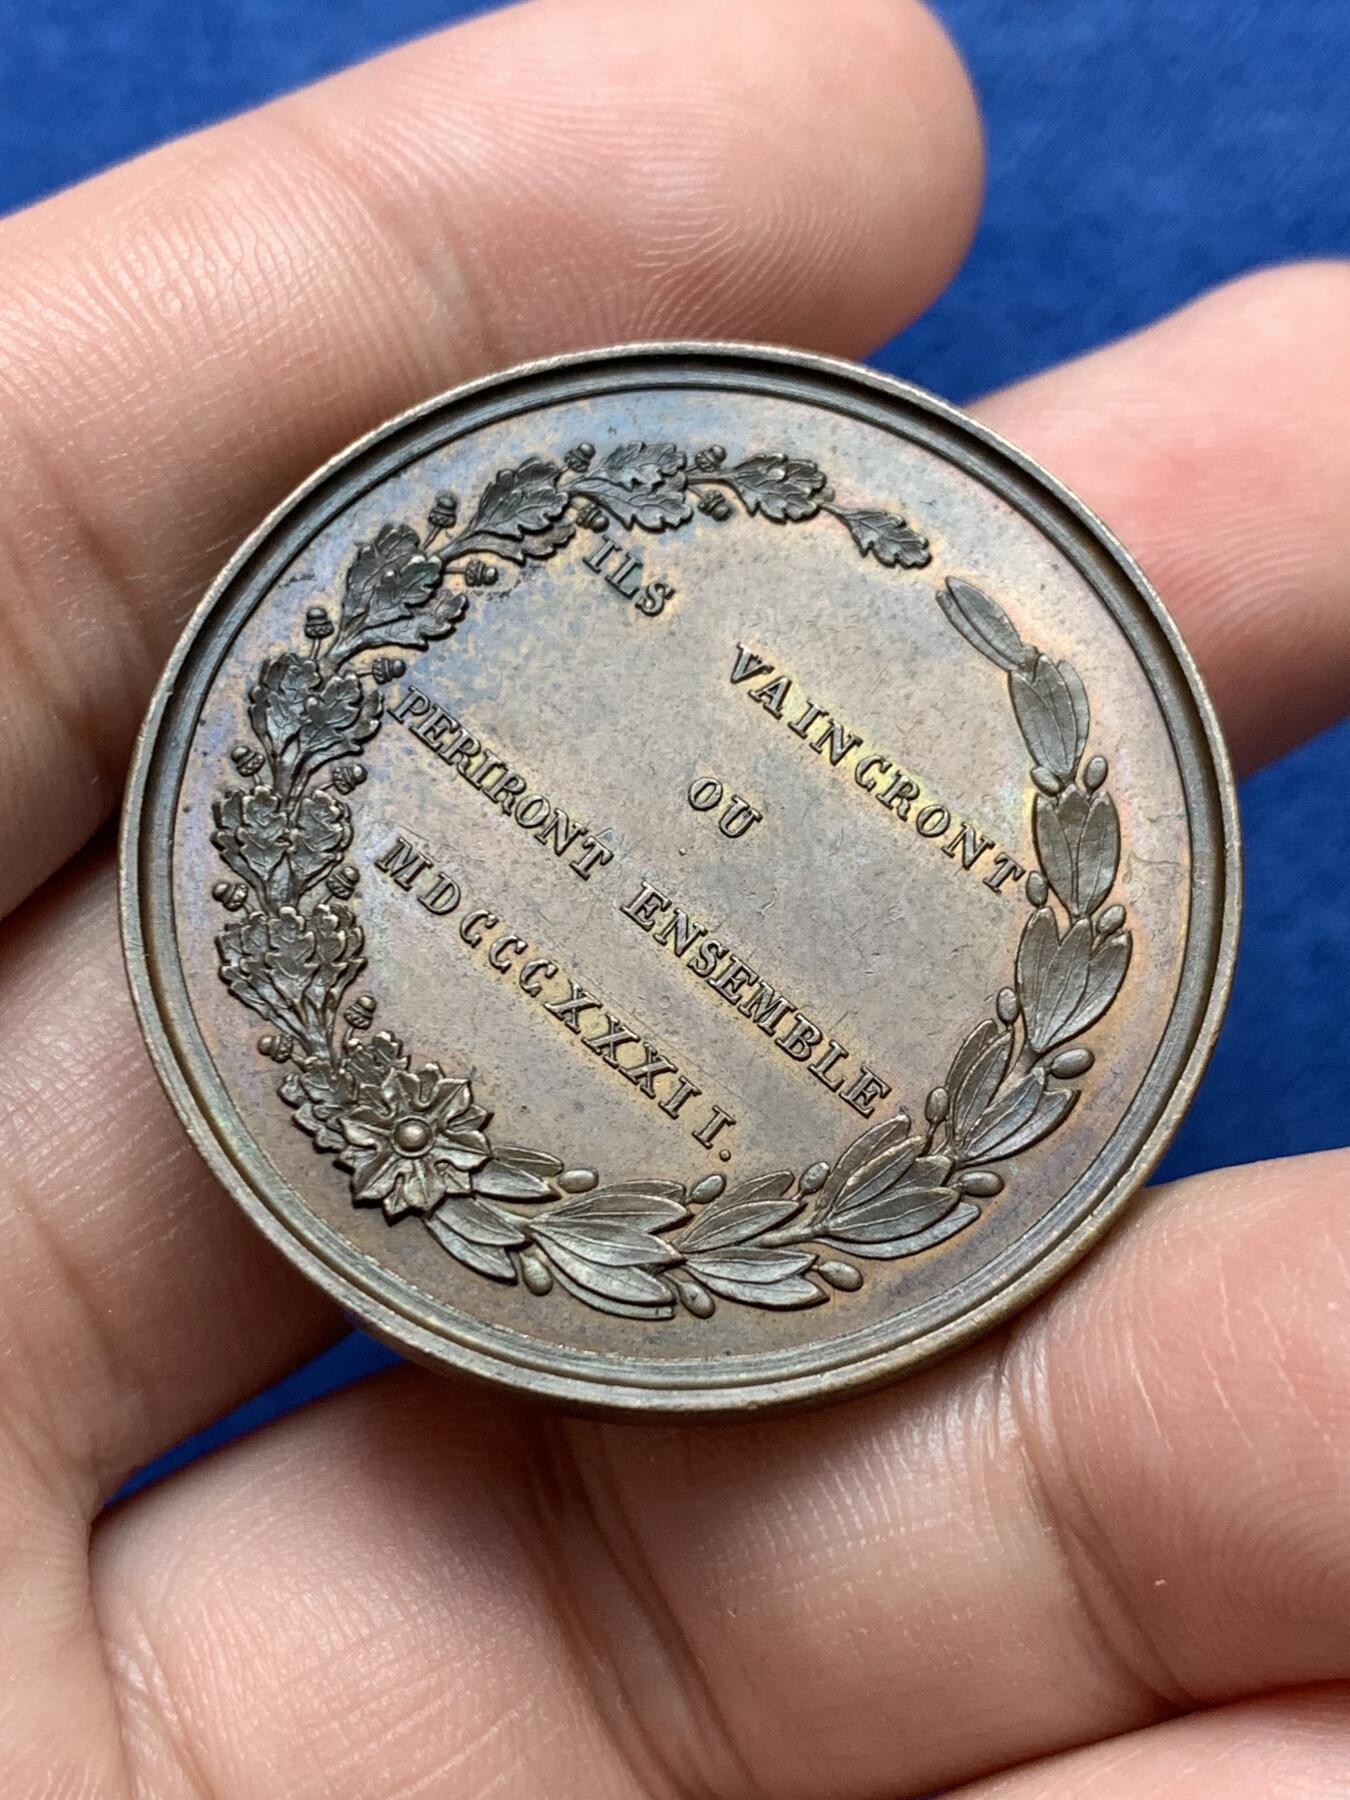 ILS VAINCRONT
OU
PERIRONT ENSEMBLE.
MDCCCXXXII.